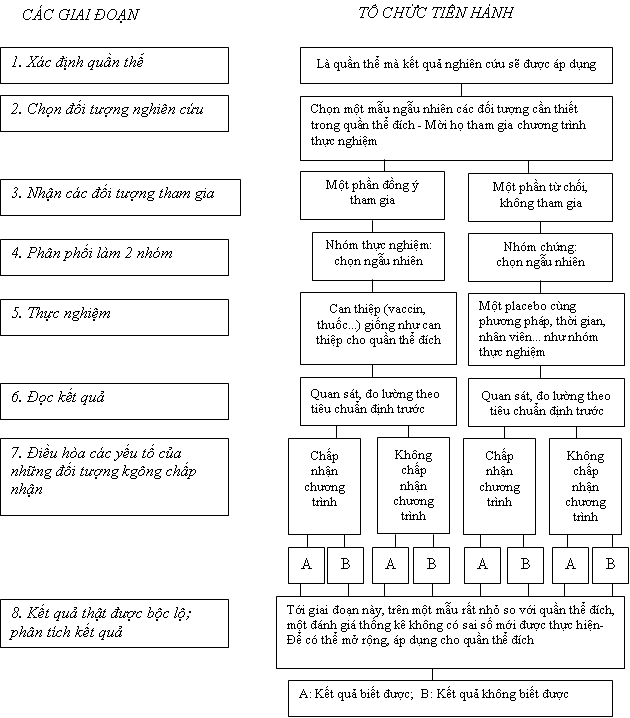 CÁC GIAI ĐOẠN
TỔ CHỨC TIẾN HÀNH
1. Xác định quần thể
Là quần thể mà kết quả nghiên cứu sẽ được áp dụng
2. Chọn đối tượng nghiên cứu
Chọn một mẫu ngẫu nhiên các đối tượng cần thiết
trong quần thể đích - Mời họ tham gia chương trình
thực nghiệm
3. Nhận các đối tượng tham gia
Một phần đồng ý
tham gia
Một phần từ chối,
không tham gia
4. Phân phối làm 2 nhóm
Nhóm thực nghiệm:
chọn ngẫu nhiên
Nhóm chứng:
chọn ngẫu nhiên
5. Thực nghiệm
Can thiệp (vaccin,
thuốc...) giống như can
thiệp cho quần thể đích
Một placebo cùng
phương pháp, thời gian,
nhân viên... như nhóm
thực nghiệm
6. Đọc kết quả
Quan sát, đo lường theo
tiêu chuẩn định trước
Quan sát, đo lường theo
tiêu chuẩn định trước
7. Điều hòa các yếu tố của
những đối tượng kgông chấp
nhận
Chấp
nhận
chương
trình
Không
chấp
nhận
chương
trình
Chấp
nhận
chương
trình
Không
chấp
nhận
chương
trình
A B A B A B A B
8. Kết quả thật được bộc lộ;
phân tích kết quả
Tới giai đoạn này, trên một mẫu rất nhỏ so với quần thể đích,
một đánh giá thống kê không có sai số mới được thực hiện-
Để có thể mở rộng, áp dụng cho quần thể đích
A: Kết quả biết được; B: Kết quả không biết được